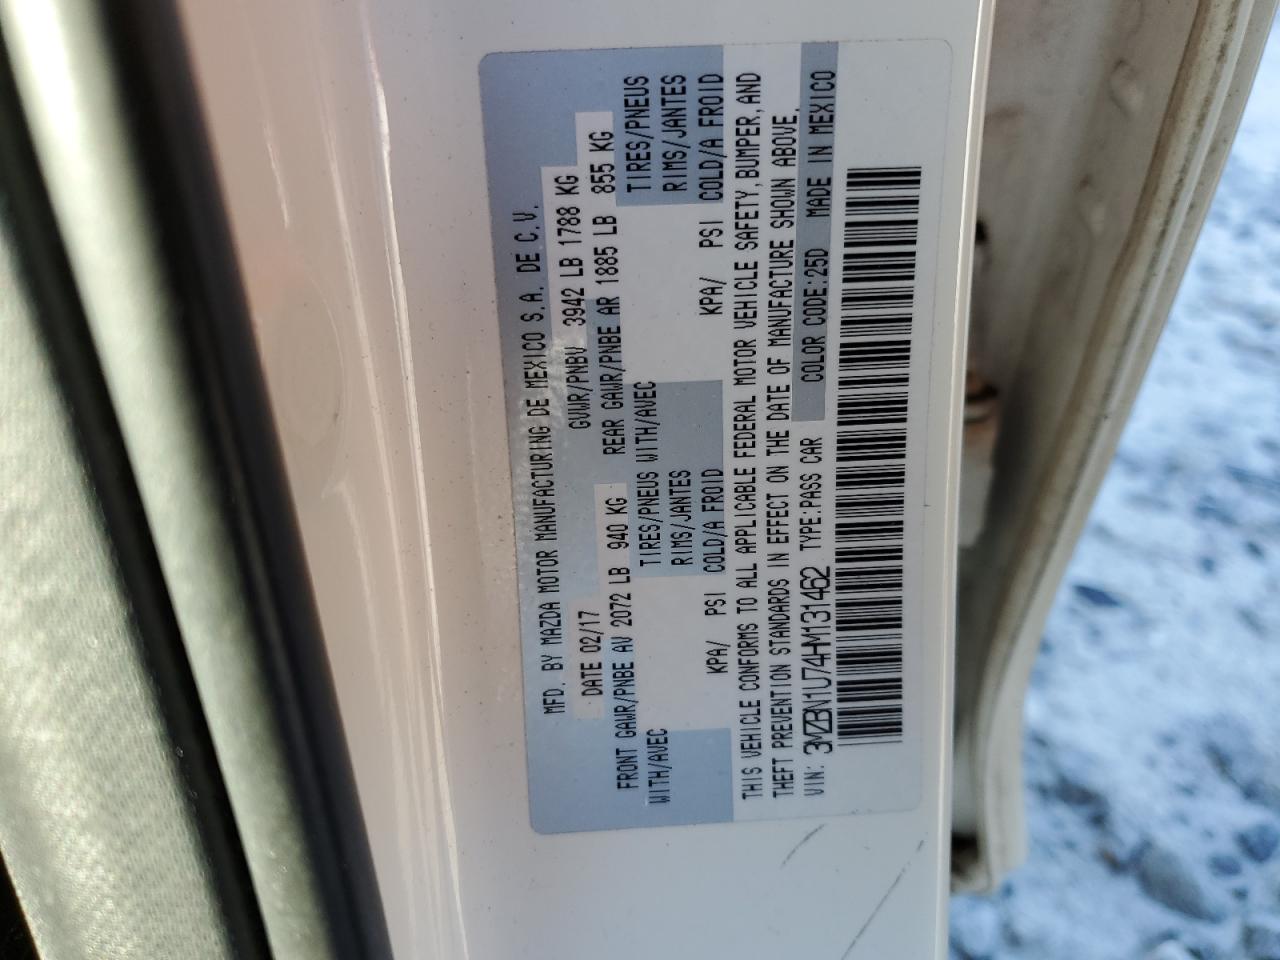 MFD. BY MAZDA MOTOR MANUFACTURING DE MEXICO S.A. DE C.V.
DATE 02/17 GVWR/PNBV 3942 LB 1788 KG
FRONT GAWR/PNBE AV 2072 LB 940 KG REAR GAWR/PNBE AR 1885 LB 855 KG
WITH/AVEC TIRES/PNEUS WITH/AVEC TIRES/PNEUS
RIMS/JANTES RIMS/JANTES
KPA/ PSI COLD/A FROID KPA/ PSI COLD/A FROID
THIS VEHICLE CONFORMS TO ALL APPLICABLE FEDERAL MOTOR VEHICLE SAFETY, BUMPER, AND
THEFT PREVENTION STANDARDS IN EFFECT ON THE DATE OF MANUFACTURE SHOWN ABOVE.
VIN: 3MZBN1U74HM131462 TYPE:PASS CAR COLOR CODE:25D MADE IN MEXICO